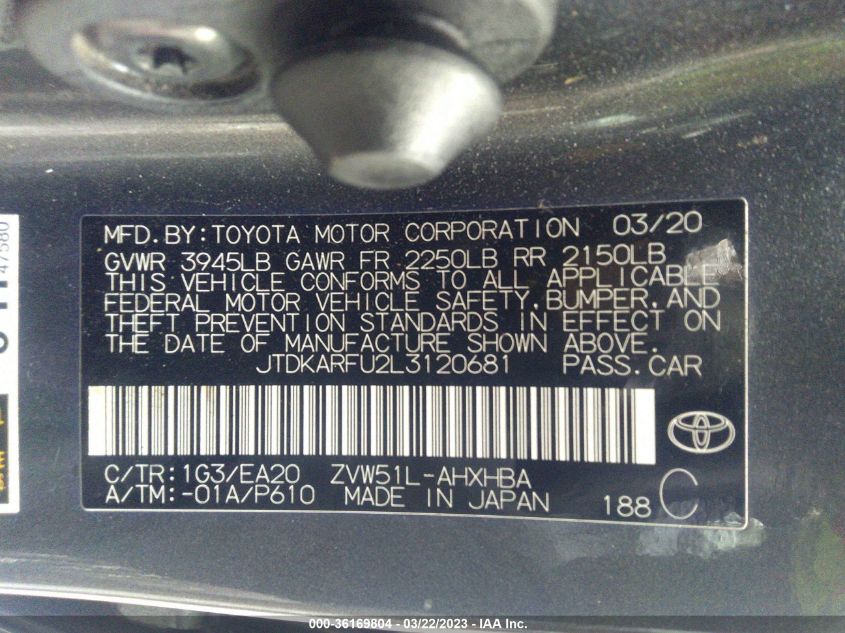 MFD.BY:TOYOTA MOTOR CORPORATION 03/20
GVWR 3945LB GAWR FR 2250LB RR 2150LB
THIS VEHICLE CONFORMS TO ALL APPLICABLE
FEDERAL MOTOR VEHICLE SAFETY,BUMPER,AND
THEFT PREVENTION STANDARDS IN EFFECT ON
THE DATE OF MANUFACTURE SHOWN ABOVE.
JTDKARFU2L3120681 PASS.CAR
C/TR:1G3/EA20 ZVW51L-AHXHBA
A/TM:-01A/P610 MADE IN JAPAN 188 C
47580
000-36169804 - 03/22/2023 - IAA Inc.